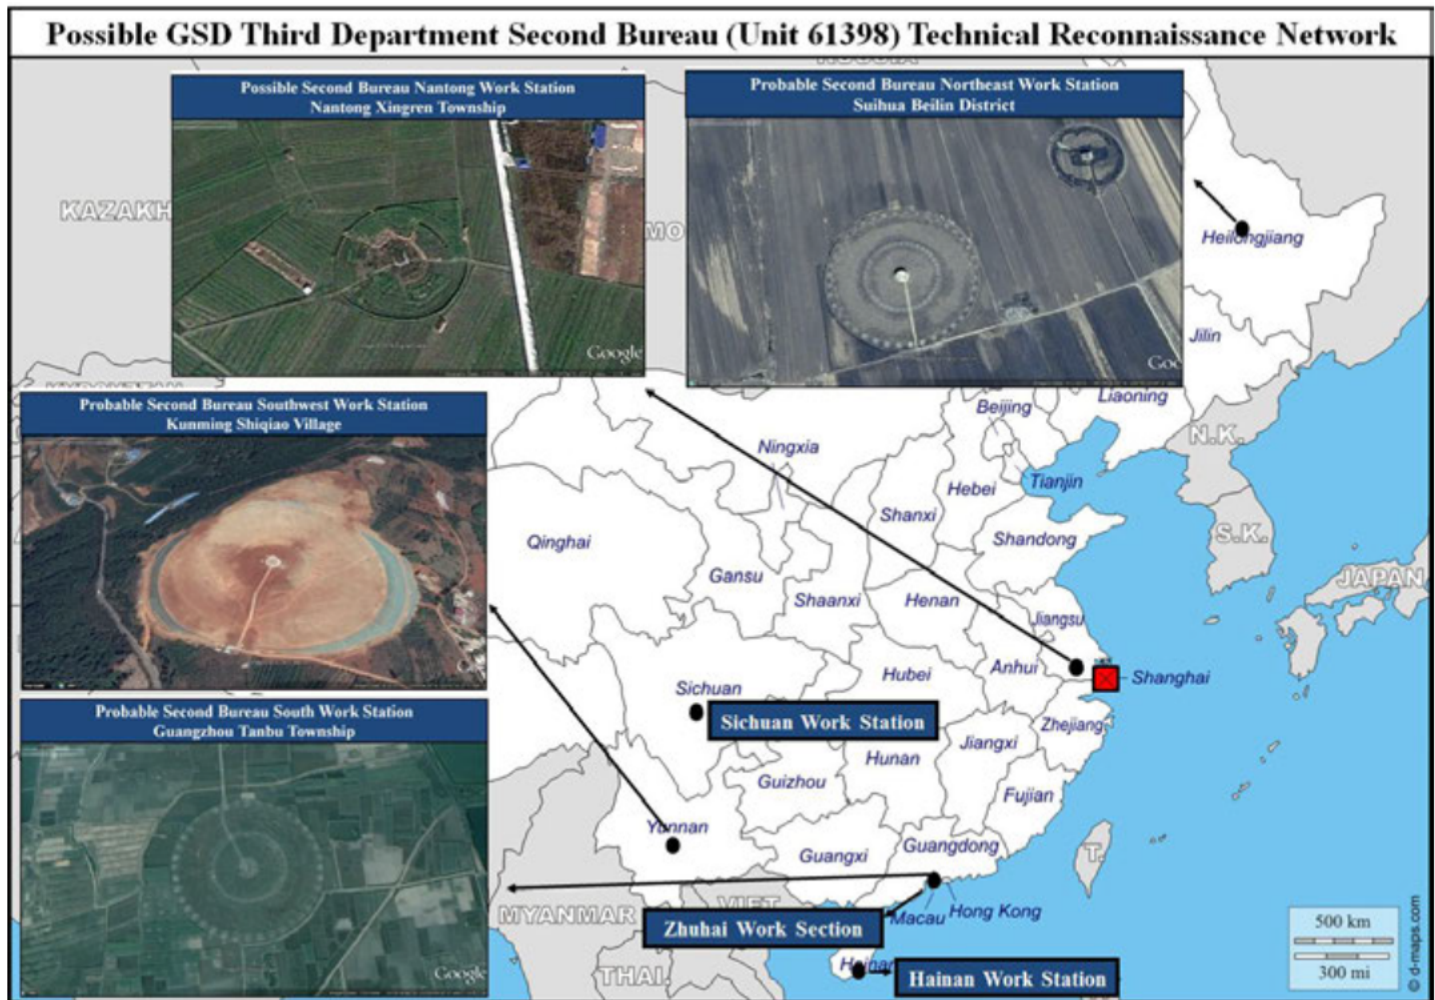 Possible GSD Third Department Second Bureau (Unit 61398) Technical Reconnaissance Network
Possible Second Bureau Nantong Work Station
Nantong Xingren Township
Google
Probable Second Bureau Northeast Work Station
Suihua Beilin District
Goo
KAZAKH
MO
Heilongjiang
Jilin
Liaoning
N.K.
Beijing
Probable Second Bureau Southwest Work Station
Kunming Shiqiao Village
Ningxia
Tianjin
Hebei
Shanxi
Shandong
S.K.
Qinghai
JAPAN
Gansu
Shaanxi
Henan
Jiangsu
Anhui
Hubei
Shanghai
Sichuan
Sichuan Work Station
Zhejiang
Probable Second Bureau South Work Station
Guangzhou Tanbu Township
Google
Jiangxi
Hunan
Guizhou
Fujian
Yunnan
Guangxi
Guangdong
T.
MYANMAR
VIET
Macau
Hong Kong
Zhuhai Work Section
Hainan
Hainan Work Station
THAI.
500 km
300 mi
© d-maps.com